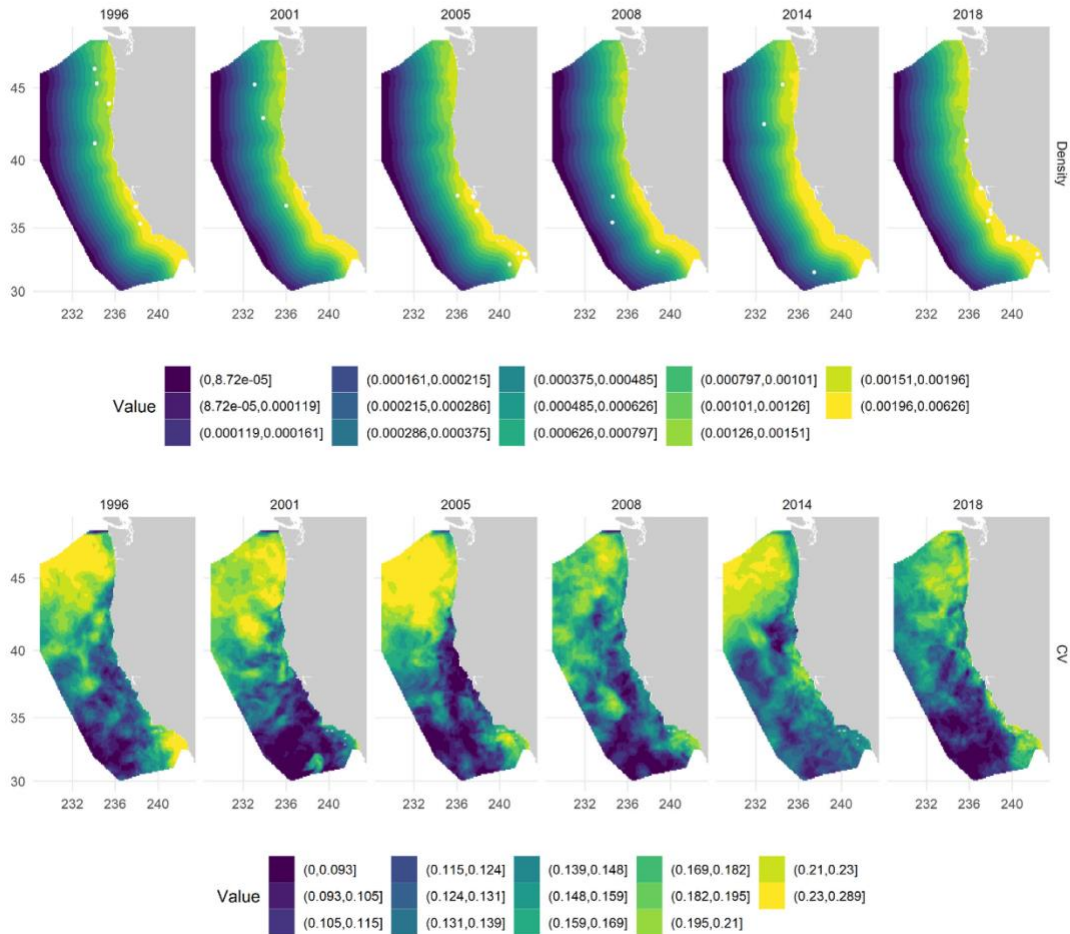 1996 2001 2005 2008 2014 2018
45
40
35
30
Density
232 236 240 232 236 240 232 236 240 232 236 240 232 236 240 232 236 240
Value
(0,8.72e-05] (0.000161,0.000215] (0.000375,0.000485] (0.000797,0.00101] (0.00151,0.00196]
(8.72e-05,0.000119] (0.000215,0.000286] (0.000485,0.000626] (0.00101,0.00126] (0.00196,0.00626]
(0.000119,0.000161] (0.000286,0.000375] (0.000626,0.000797] (0.00126,0.00151]
1996 2001 2005 2008 2014 2018
45
40
35
30
CV
232 236 240 232 236 240 232 236 240 232 236 240 232 236 240 232 236 240
Value
(0,0.093] (0.115,0.124] (0.139,0.148] (0.169,0.182] (0.21,0.23]
(0.093,0.105] (0.124,0.131] (0.148,0.159] (0.182,0.195] (0.23,0.289]
(0.105,0.115] (0.131,0.139] (0.159,0.169] (0.195,0.21]